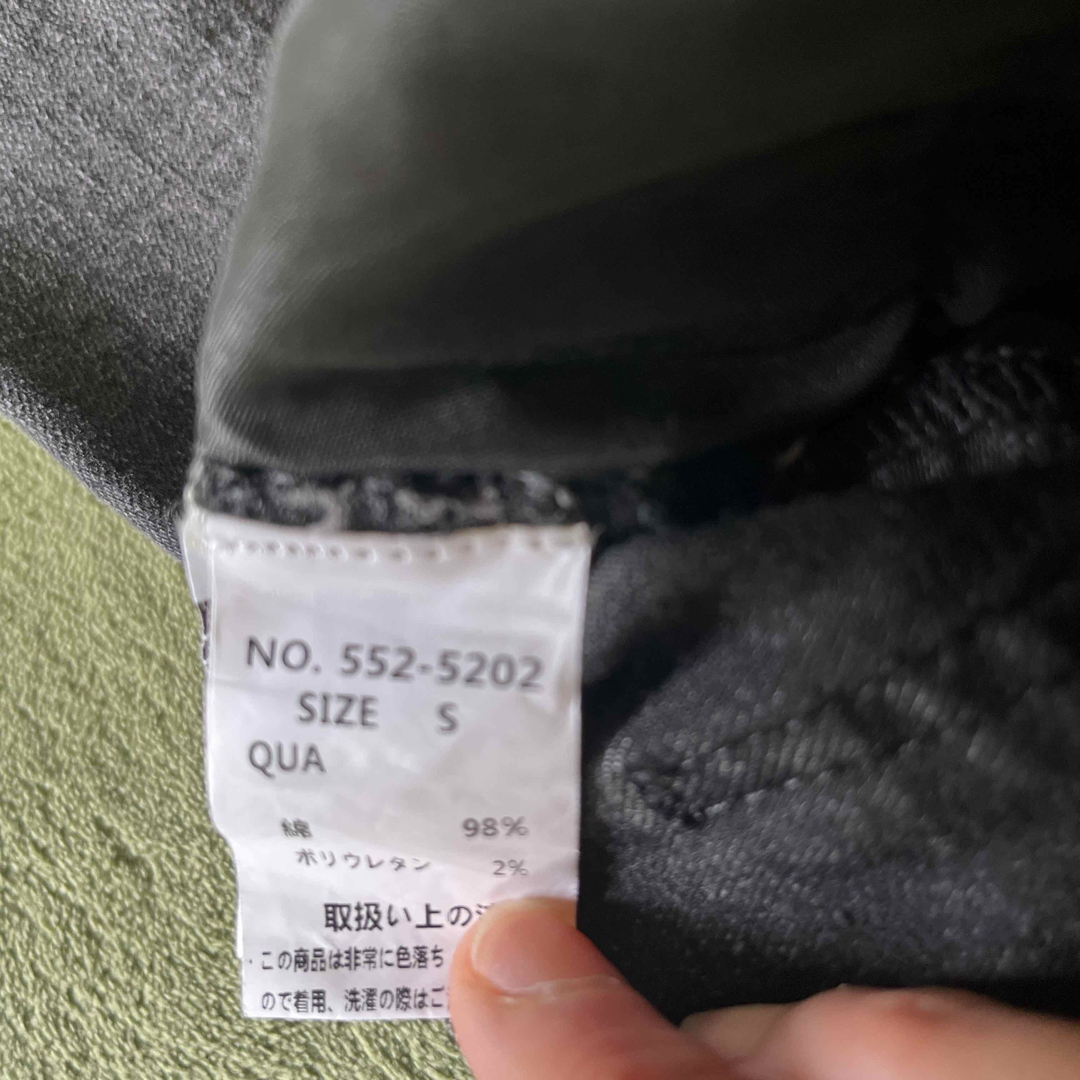 NO. 552-5202
SIZE S
QUA
綿 98%
ポリウレタン 2%
取扱い上の
・この商品は非常に色落ち
ので着用、洗濯の際はご